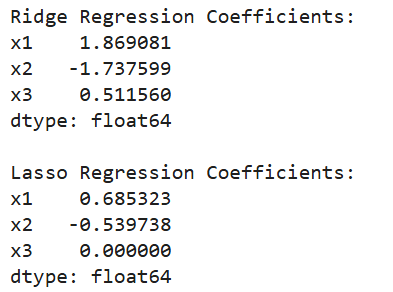 Ridge Regression Coefficients:
x1    1.869081
x2   -1.737599
x3    0.511560
dtype: float64

Lasso Regression Coefficients:
x1    0.685323
x2   -0.539738
x3    0.000000
dtype: float64